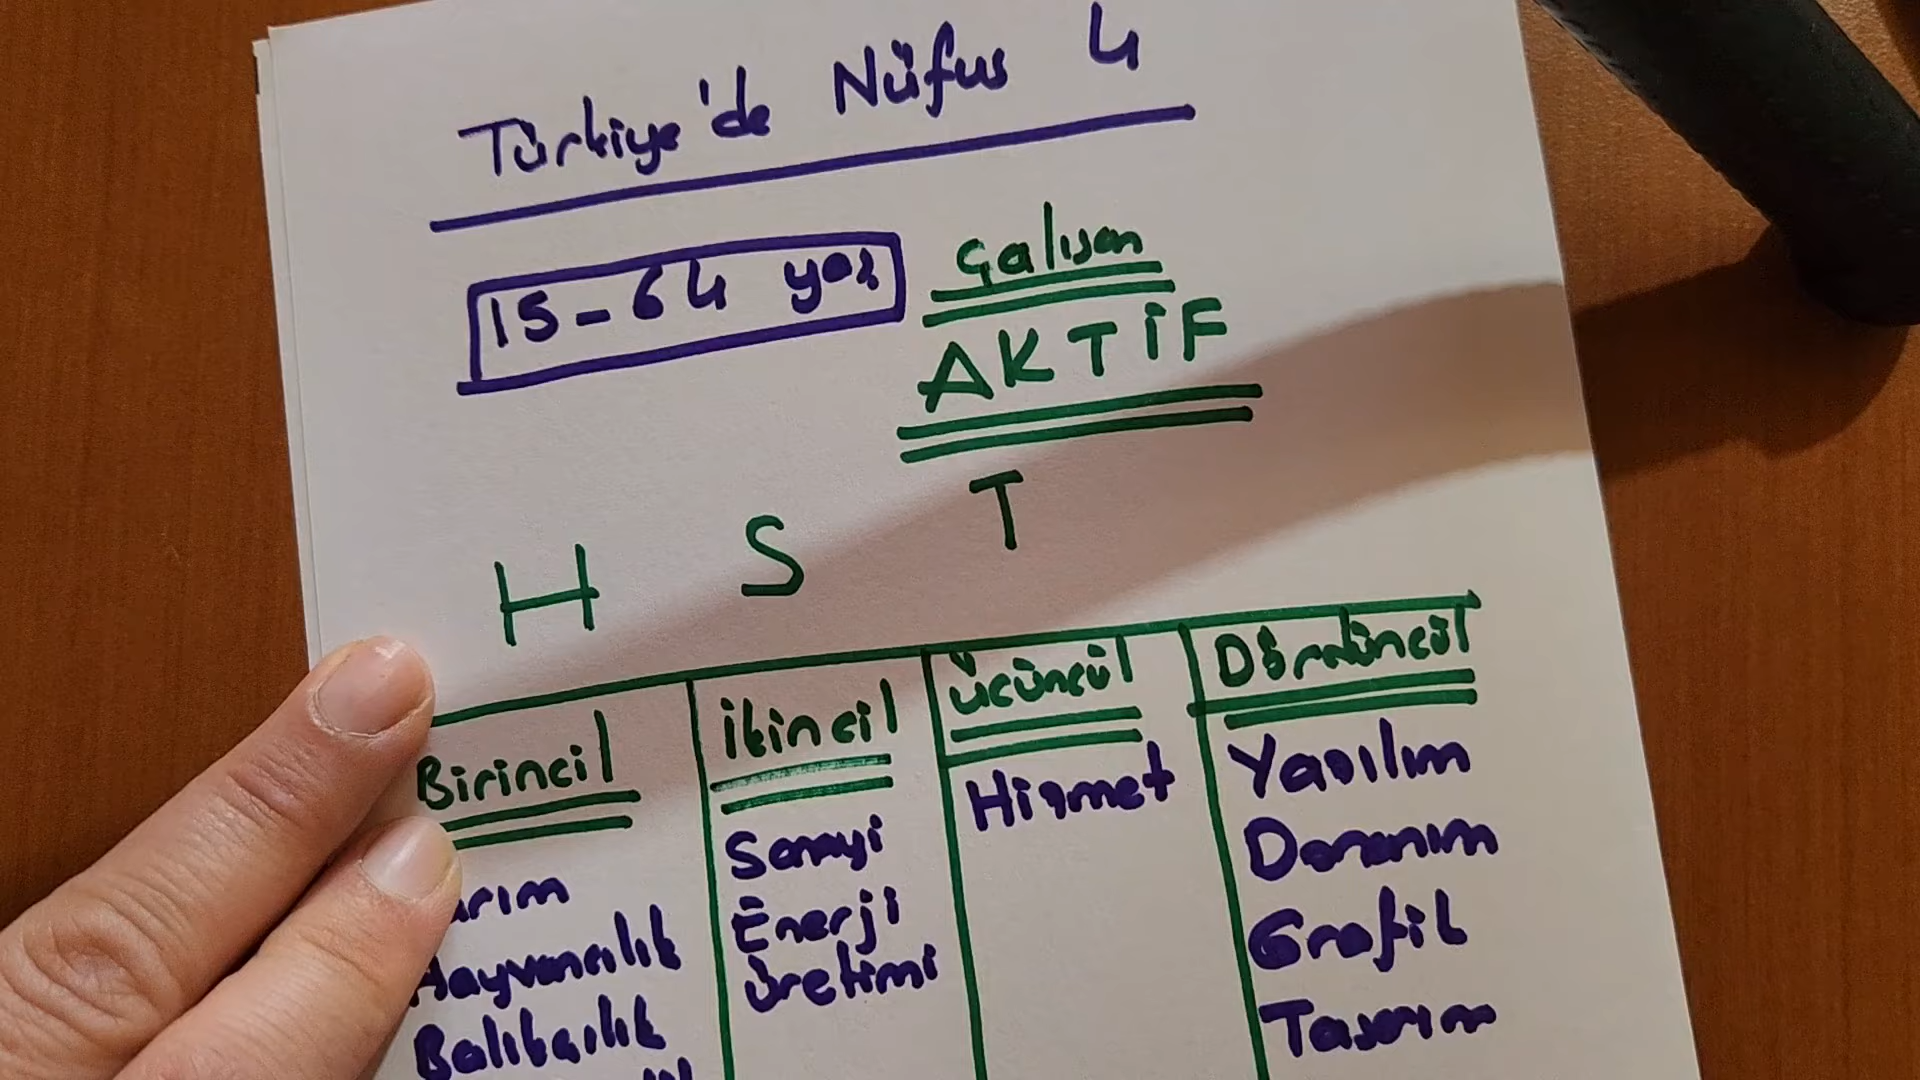 Türkiye'de Nüfus 4
15-64 yaş
Çalışan
AKTİF
H S T
Birincil
İkincil
Üçüncül
Dördüncül
Hayvancılık
Balıkçılık
Sanayi
Enerji
Üretimi
Hizmet
Yazılım
Donanım
Grafik
Tasarım